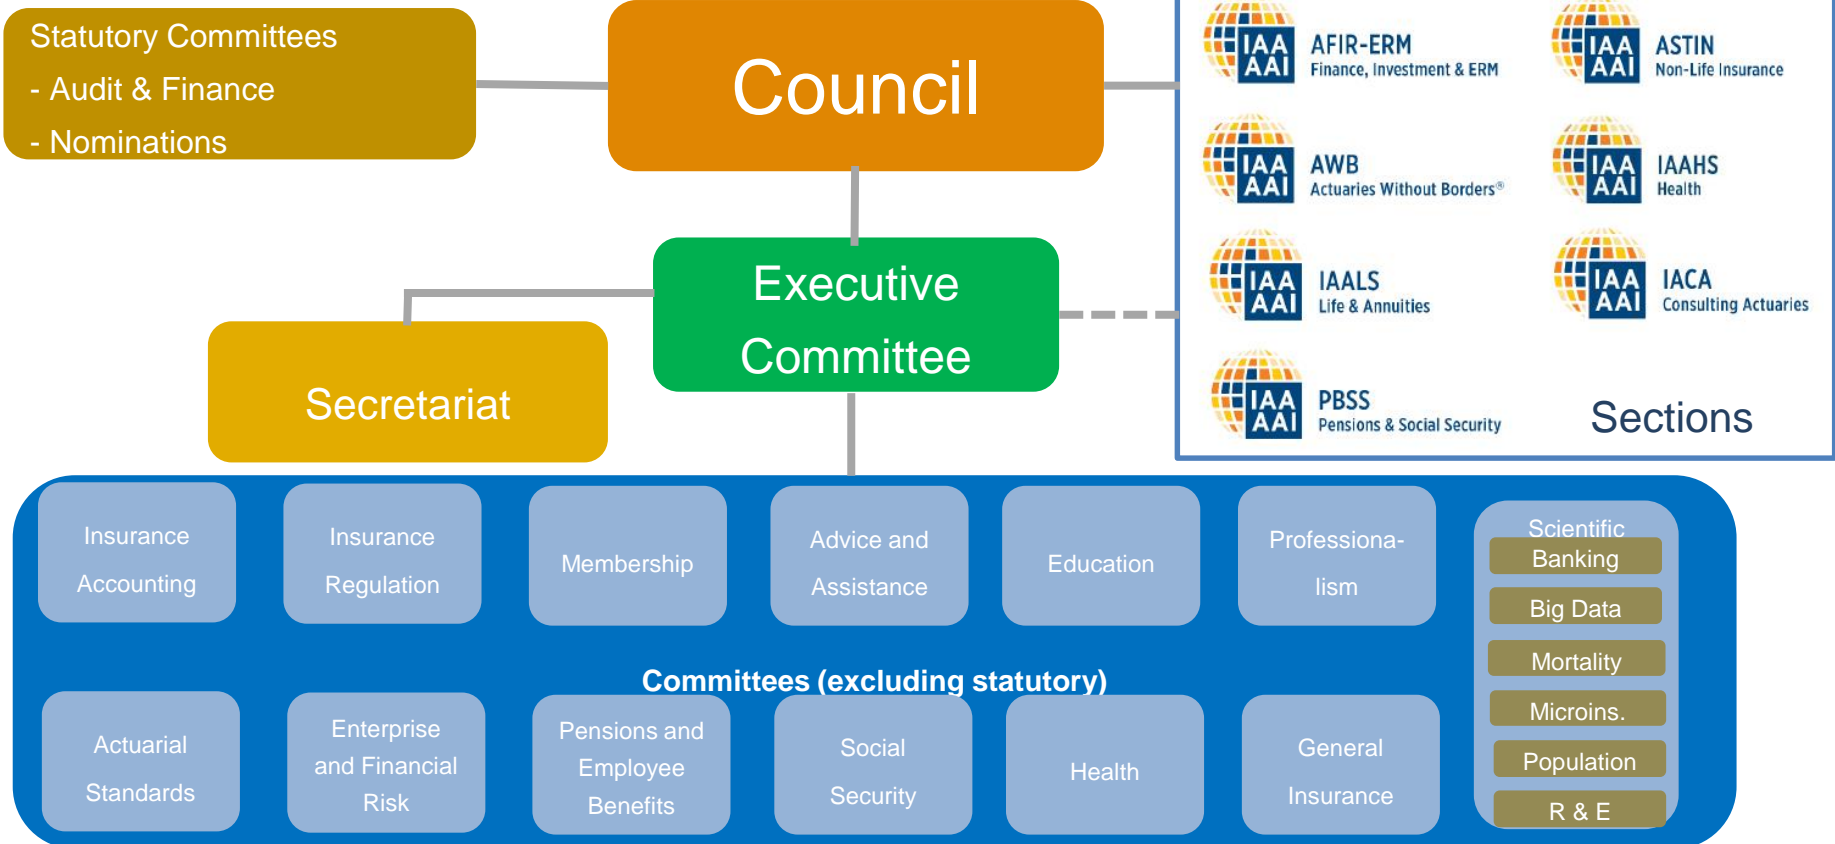 Statutory Committees
- Audit & Finance
- Nominations
Council
Executive
Committee
Secretariat
IAA
AAI
AFIR-ERM
Finance, Investment & ERM
IAA
AAI
ASTIN
Non-Life Insurance
IAA
AAI
AWB
Actuaries Without Borders®
IAA
AAI
IAAHS
Health
IAA
AAI
IAALS
Life & Annuities
IAA
AAI
IACA
Consulting Actuaries
IAA
AAI
PBSS
Pensions & Social Security
Sections
Insurance
Accounting
Insurance
Regulation
Membership
Advice and
Assistance
Education
Professiona-
lism
Committees (excluding statutory)
Actuarial
Standards
Enterprise
and Financial
Risk
Pensions and
Employee
Benefits
Social
Security
Health
General
Insurance
Scientific
Banking
Big Data
Mortality
Microins.
Population
R & E